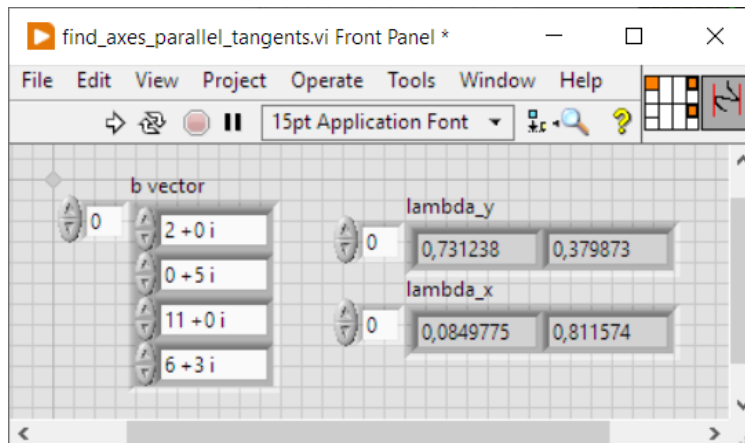 find_axes_parallel_tangents.vi Front Panel *
File Edit View Project Operate Tools Window Help
15pt Application Font
b vector
0
2 +0 i
0 +5 i
11 +0 i
6 +3 i
lambda_y
0
0,731238
0,379873
lambda_x
0
0,0849775
0,811574